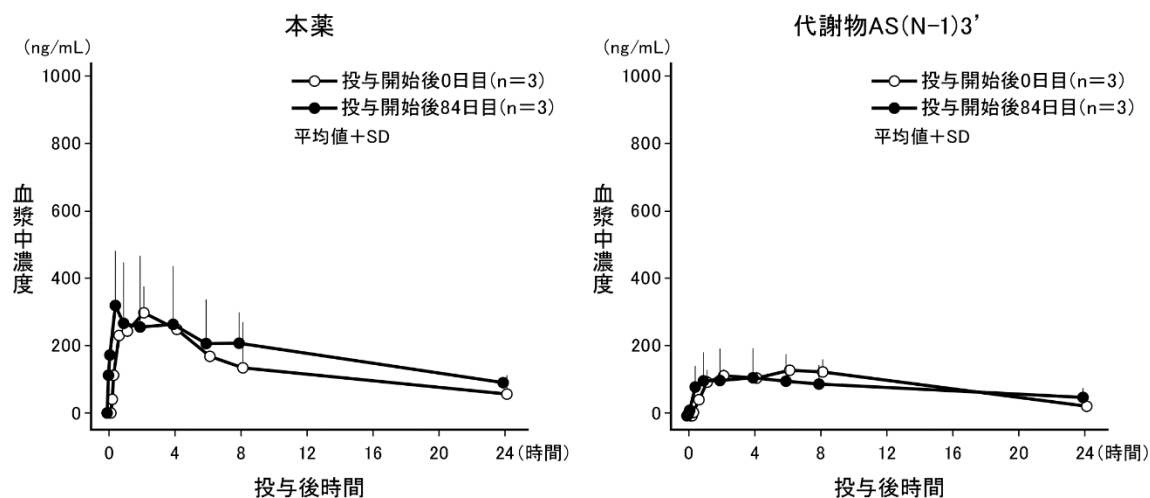 本薬
(ng/mL)
1000
800
600
400
200
0
血漿中濃度
投与開始後0日目(n=3)
投与開始後84日目(n=3)
平均値+SD
0 4 8 12 16 20 24(時間)
投与後時間
代謝物AS(N-1)3'
(ng/mL)
1000
800
600
400
200
0
血漿中濃度
投与開始後0日目(n=3)
投与開始後84日目(n=3)
平均値+SD
0 4 8 12 16 20 24(時間)
投与後時間